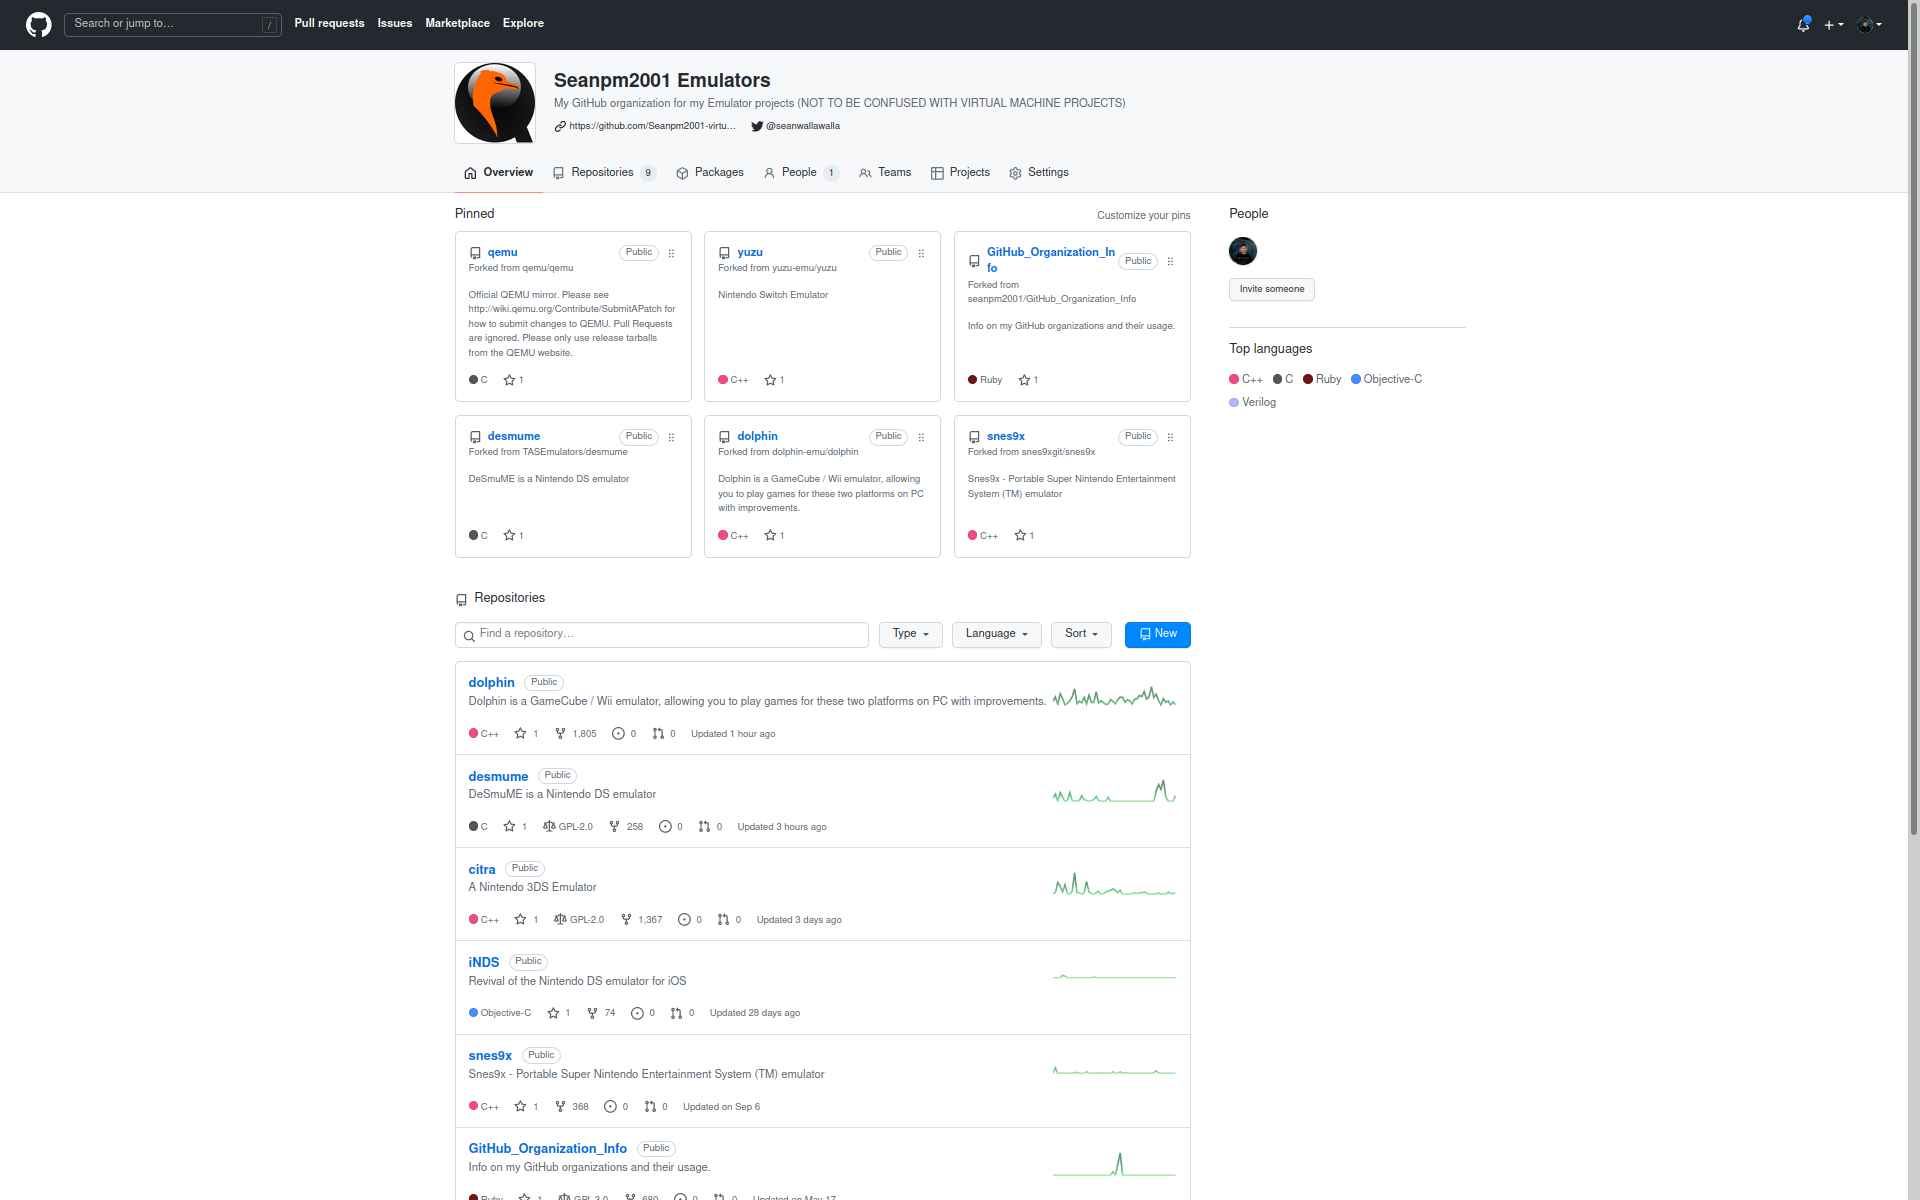 Search or jump to...
/
Pull requests Issues Marketplace Explore
Seanpm2001 Emulators
My GitHub organization for my Emulator projects (NOT TO BE CONFUSED WITH VIRTUAL MACHINE PROJECTS)
https://github.com/Seanpm2001-virtu... @seanwallawalla
Overview Repositories 9 Packages People 1 Teams Projects Settings
Pinned
Customize your pins
qemu Public
Forked from qemu/qemu
Official QEMU mirror. Please see
http://wiki.qemu.org/Contribute/SubmitAPatch for
how to submit changes to QEMU. Pull Requests
are ignored. Please only use release tarballs
from the QEMU website.
C 1
yuzu Public
Forked from yuzu-emu/yuzu
Nintendo Switch Emulator
C++ 1
GitHub_Organization_In
fo
Public
Forked from
seanpm2001/GitHub_Organization_Info
Info on my GitHub organizations and their usage.
Ruby 1
desmume Public
Forked from TASEmulators/desmume
DeSmuME is a Nintendo DS emulator
C 1
dolphin Public
Forked from dolphin-emu/dolphin
Dolphin is a GameCube / Wii emulator, allowing
you to play games for these two platforms on PC
with improvements.
C++ 1
snes9x Public
Forked from snes9xgit/snes9x
Snes9x - Portable Super Nintendo Entertainment
System (TM) emulator
C++ 1
People
Invite someone
Top languages
C++ C Ruby Objective-C
Verilog
Repositories
Find a repository...
Type Language Sort New
dolphin Public
Dolphin is a GameCube / Wii emulator, allowing you to play games for these two platforms on PC with improvements.
C++ 1 1,805 0 0 Updated 1 hour ago
desmume Public
DeSmuME is a Nintendo DS emulator
C 1 GPL-2.0 258 0 0 Updated 3 hours ago
citra Public
A Nintendo 3DS Emulator
C++ 1 GPL-2.0 1,367 0 0 Updated 3 days ago
iNDS Public
Revival of the Nintendo DS emulator for iOS
Objective-C 1 74 0 0 Updated 28 days ago
snes9x Public
Snes9x - Portable Super Nintendo Entertainment System (TM) emulator
C++ 1 368 0 0 Updated on Sep 6
GitHub_Organization_Info Public
Info on my GitHub organizations and their usage.
Ruby 1 GPL-3.0 680 0 0 Updated on May 17